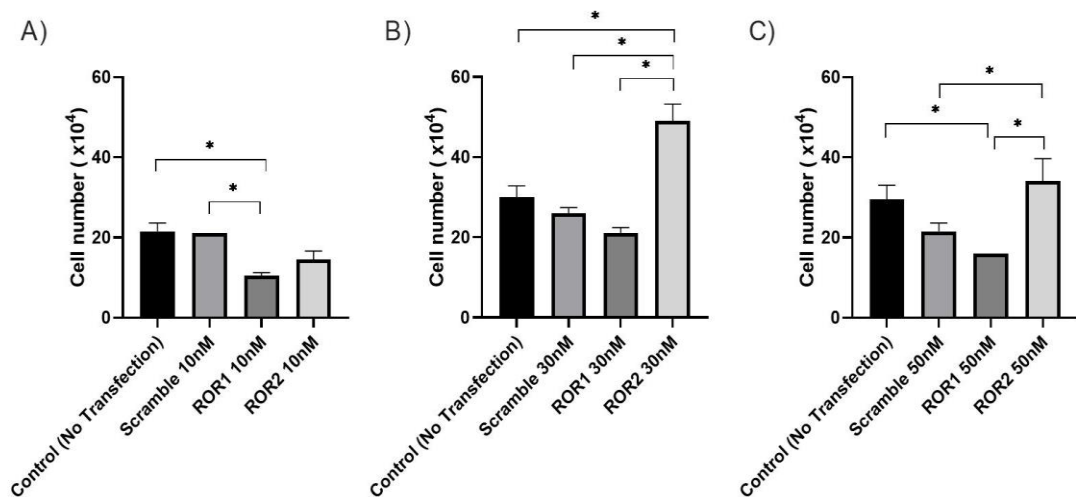 A)
60
40
20
0
Cell number ( x10⁴)
*
*
Control (No Transfection)
Scramble 10nM
ROR1 10nM
ROR2 10nM
B)
60
40
20
0
Cell number ( x10⁴)
*
*
*
Control (No Transfection)
Scramble 30nM
ROR1 30nM
ROR2 30nM
C)
60
40
20
0
Cell number ( x10⁴)
*
*
*
Control (No Transfection)
Scramble 50nM
ROR1 50nM
ROR2 50nM